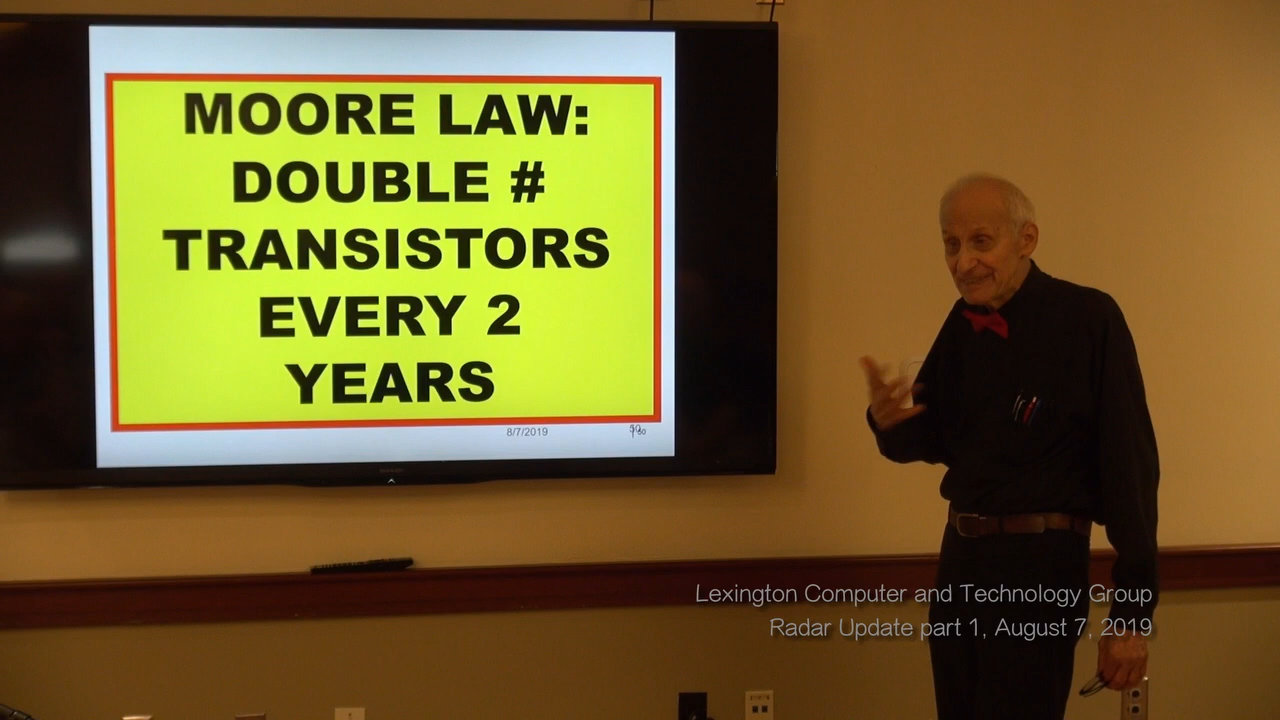 MOORE LAW:
DOUBLE #
TRANSISTORS
EVERY 2
YEARS
8/7/2019
Lexington Computer and Technology Group
Radar Update part 1, August 7, 2019